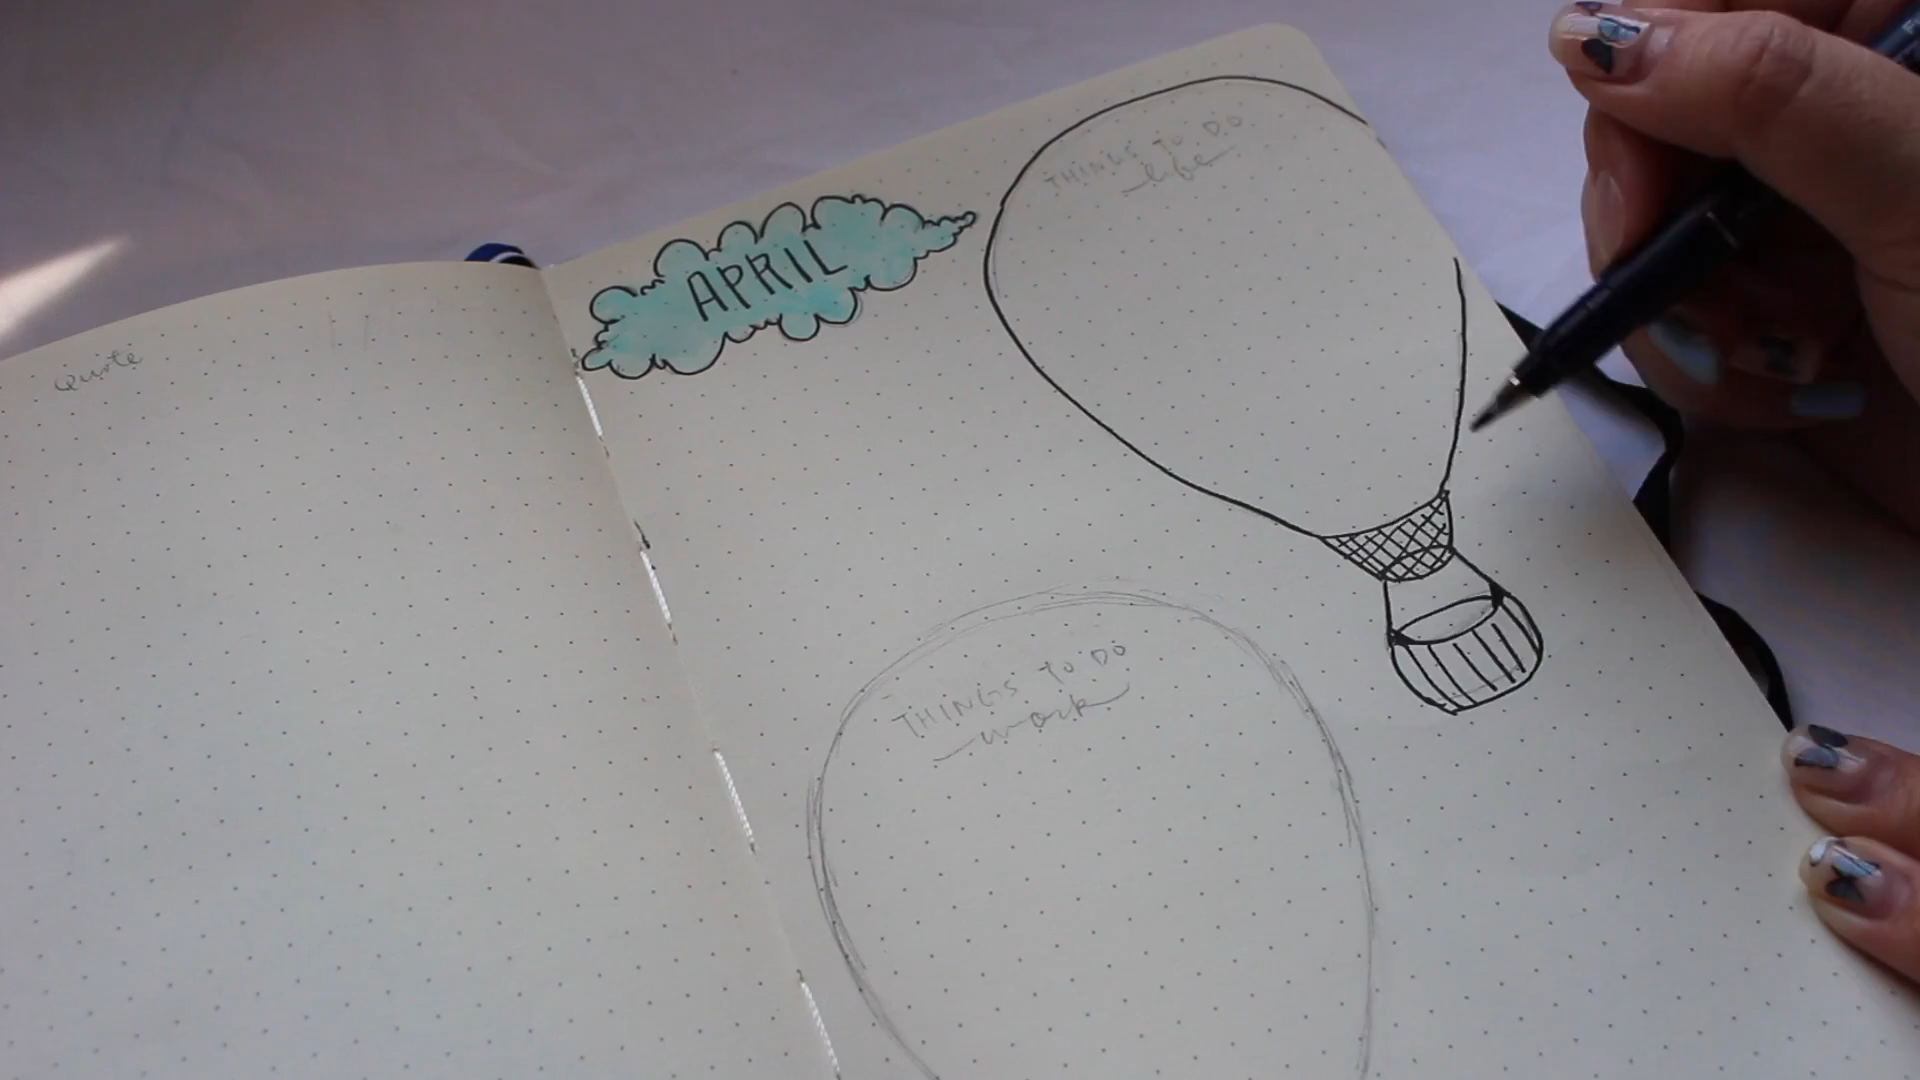 Quote
APRIL
THINGS TO DO
life
THINGS TO DO
work